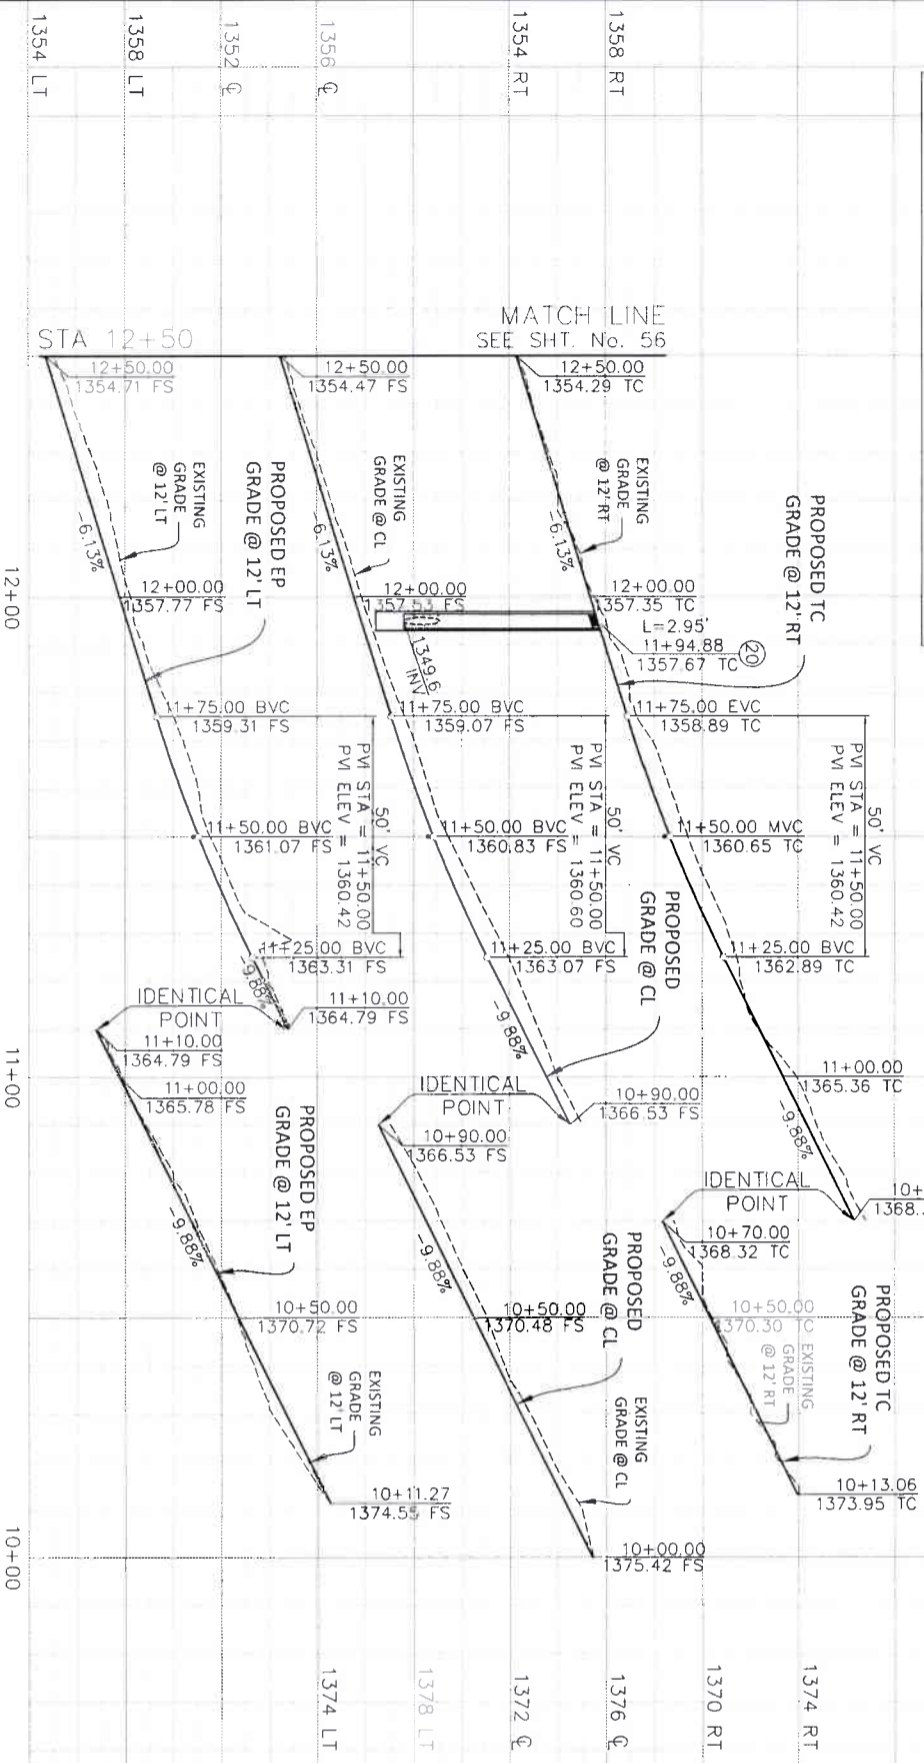 1354 LT
1358 LT
1352 ℄
1356 ℄
1354 RT
1358 RT
STA 12+50
MATCH LINE
SEE SHT. No. 56
12+50.00
1354.71 FS
12+50.00
1354.47 FS
12+50.00
1354.29 TC
EXISTING
GRADE
@ 12' LT
-6.13%
PROPOSED EP
GRADE @ 12' LT
12+00.00
1357.77 FS
11+75.00 BVC
1359.31 FS
50' VC
PVI STA = 11+50.00
PVI ELEV = 1360.42
11+50.00 BVC
1361.07 FS
11+25.00 BVC
1363.31 FS
-9.88%
11+10.00
1364.79 FS
IDENTICAL
POINT
11+10.00
1364.79 FS
11+00.00
1365.78 FS
PROPOSED EP
GRADE @ 12' LT
-9.88%
10+50.00
1370.72 FS
EXISTING
GRADE
@ 12' LT
10+11.27
1374.55 FS
EXISTING
GRADE @ CL
-6.13%
12+00.00
1357.53 FS
1349.6
INV
11+75.00 BVC
1359.07 FS
50' VC
PVI STA = 11+50.00
PVI ELEV = 1360.60
11+50.00 BVC
1360.83 FS
PROPOSED
GRADE @ CL
11+25.00 BVC
1363.07 FS
-9.88%
10+90.00
1366.53 FS
IDENTICAL
POINT
10+90.00
1366.53 FS
-9.88%
PROPOSED
GRADE @ CL
10+50.00
1370.48 FS
EXISTING
GRADE @ CL
10+00.00
1375.42 FS
EXISTING
GRADE
@ 12' RT
-6.13%
PROPOSED TC
GRADE @ 12' RT
12+00.00
1357.35 TC
L=2.95'
11+94.88
1357.67 TC
20
11+75.00 EVC
1358.89 TC
50' VC
PVI STA = 11+50.00
PVI ELEV = 1360.42
11+50.00 MVC
1360.65 TC
11+25.00 BVC
1362.89 TC
11+00.00
1365.36 TC
-9.88%
10+
1368.
IDENTICAL
POINT
10+70.00
1368.32 TC
-9.88%
10+50.00
1370.30 TC
EXISTING
GRADE
@ 12' RT
PROPOSED TC
GRADE @ 12' RT
10+13.06
1373.95 TC
12+00
11+00
10+00
1374 LT
1378 LT
1372 ℄
1376 ℄
1370 RT
1374 RT